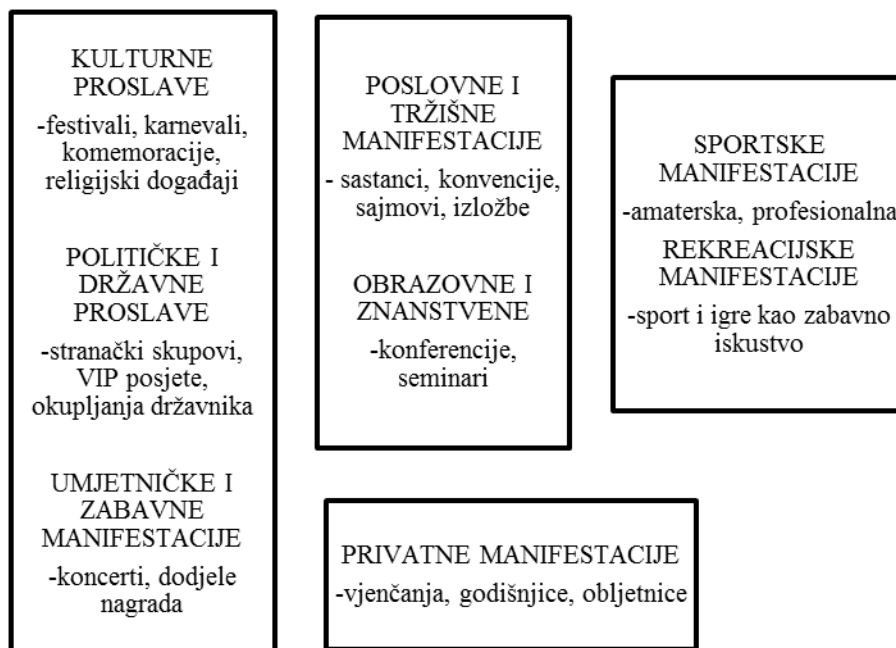 KULTURNE
PROSLAVE
-festivali, karnevali,
komemoracije,
religijski događaji
POLITIČKE I
DRŽAVNE
PROSLAVE
-stranački skupovi,
VIP posjete,
okupljanja državnika
UMJETNIČKE I
ZABAVNE
MANIFESTACIJE
-koncerti, dodjele
nagrada
POSLOVNE I
TRŽIŠNE
MANIFESTACIJE
- sastanci, konvencije,
sajmovi, izložbe
OBRAZOVNE I
ZNANSTVENE
-konferencije,
seminari
SPORTSKE
MANIFESTACIJE
-amaterska, profesionalna
REKREACIJSKE
MANIFESTACIJE
-sport i igre kao zabavno
iskustvo
PRIVATNE MANIFESTACIJE
-vjenčanja, godišnjice, obljetnice